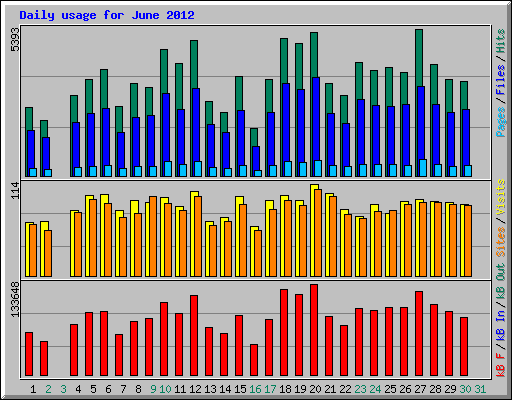 Daily usage for June 2012
5393
Pages / Files / Hits
114
Sites / Visits
133648
kB F / kB In / kB Out
1 2 3 4 5 6 7 8 9 10 11 12 13 14 15 16 17 18 19 20 21 22 23 24 25 26 27 28 29 30 31